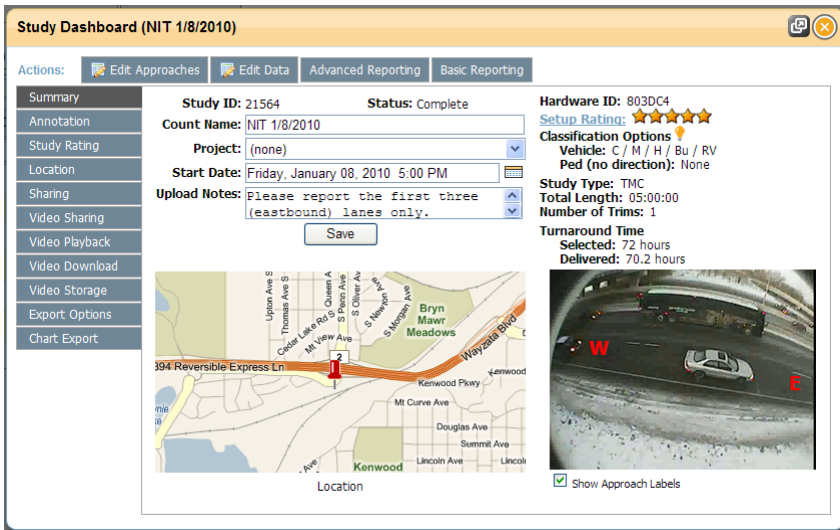 Study Dashboard (NIT 1/8/2010)
Actions: Edit Approaches Edit Data Advanced Reporting Basic Reporting
Summary
Annotation
Study Rating
Location
Sharing
Video Sharing
Video Playback
Video Download
Video Storage
Export Options
Chart Export
Study ID: 21564 Status: Complete
Count Name: NIT 1/8/2010
Project: (none)
Start Date: Friday, January 08, 2010 5:00 PM
Upload Notes: Please report the first three
(eastbound) lanes only.
Save
Hardware ID: 803DC4
Setup Rating:
Classification Options
Vehicle: C / M / H / Bu / RV
Ped (no direction): None
Study Type: TMC
Total Length: 05:00:00
Number of Trims: 1
Turnaround Time
Selected: 72 hours
Delivered: 70.2 hours
Upton Ave S
Thomas Ave S
Queen A
S Penn Ave
S Oliver Av
S Newton Ave
S Morgan Ave
Cedar Lake Rd S
Mt View Ave
Bryn
Mawr
Meadows
Wayzata Blvd
2
394 Reversible Express Ln
Kenwood Pkwy
Kenwood
Mt Curve Ave
Douglas Ave
Summit Ave
Kenwood
Lincoln Ave
Lincol
Location
W
E
Show Approach Labels